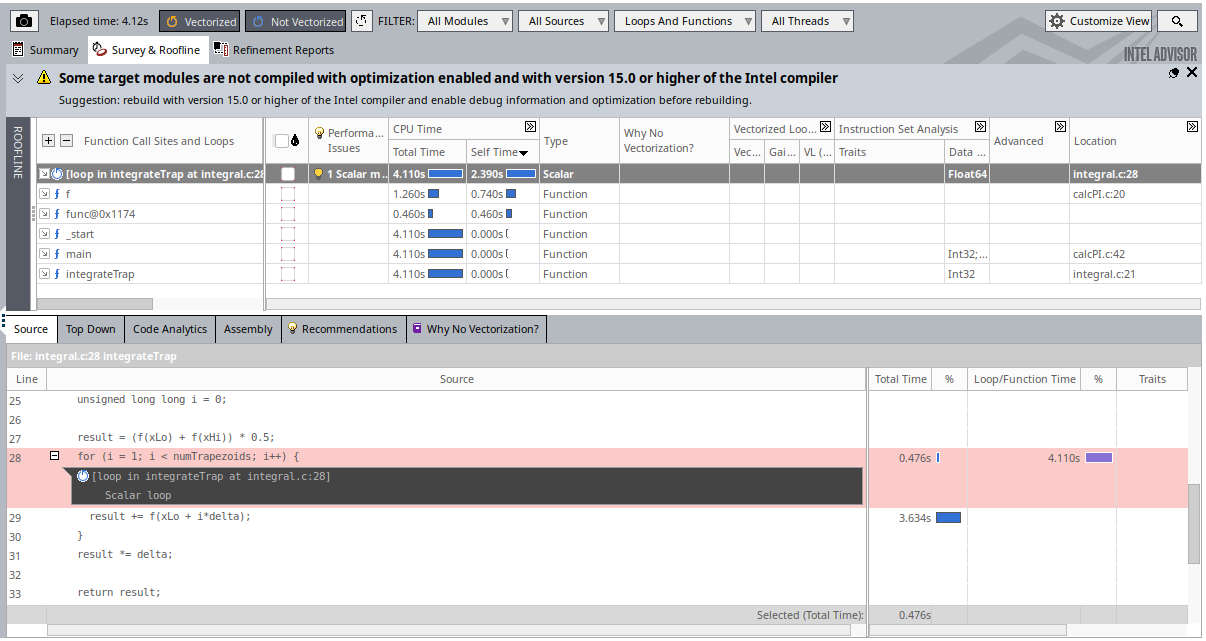 Elapsed time: 4.12s Vectorized Not Vectorized FILTER: All Modules All Sources Loops And Functions All Threads Customize View
Summary Survey & Roofline Refinement Reports INTEL ADVISOR
Some target modules are not compiled with optimization enabled and with version 15.0 or higher of the Intel compiler
Suggestion: rebuild with version 15.0 or higher of the Intel compiler and enable debug information and optimization before rebuilding.
ROOFLINE
Function Call Sites and Loops Performa... Issues CPU Time Type Why No Vectorization? Vectorized Loo... Instruction Set Analysis Advanced Location
Total Time Self Time Vec... Gai... VL (... Traits Data ...
[loop in integrateTrap at integral.c:28 1 Scalar m... 4.110s 2.390s Scalar Float64 integral.c:28
f f 1.260s 0.740s Function calcPI.c:20
f func@0x1174 0.460s 0.460s Function
f _start 4.110s 0.000s Function
f main 4.110s 0.000s Function Int32;... calcPI.c:42
f integrateTrap 4.110s 0.000s Function Int32 integral.c:21
Source Top Down Code Analytics Assembly Recommendations Why No Vectorization?
File: integral.c:28 integrateTrap
Line Source Total Time % Loop/Function Time % Traits
25 unsigned long long i = 0;
26
27 result = (f(xLo) + f(xHi)) * 0.5;
28 for (i = 1; i < numTrapezoids; i++) { 0.476s 4.110s
[loop in integrateTrap at integral.c:28]
Scalar loop
29 result += f(xLo + i*delta); 3.634s
30 }
31 result *= delta;
32
33 return result;
Selected (Total Time): 0.476s